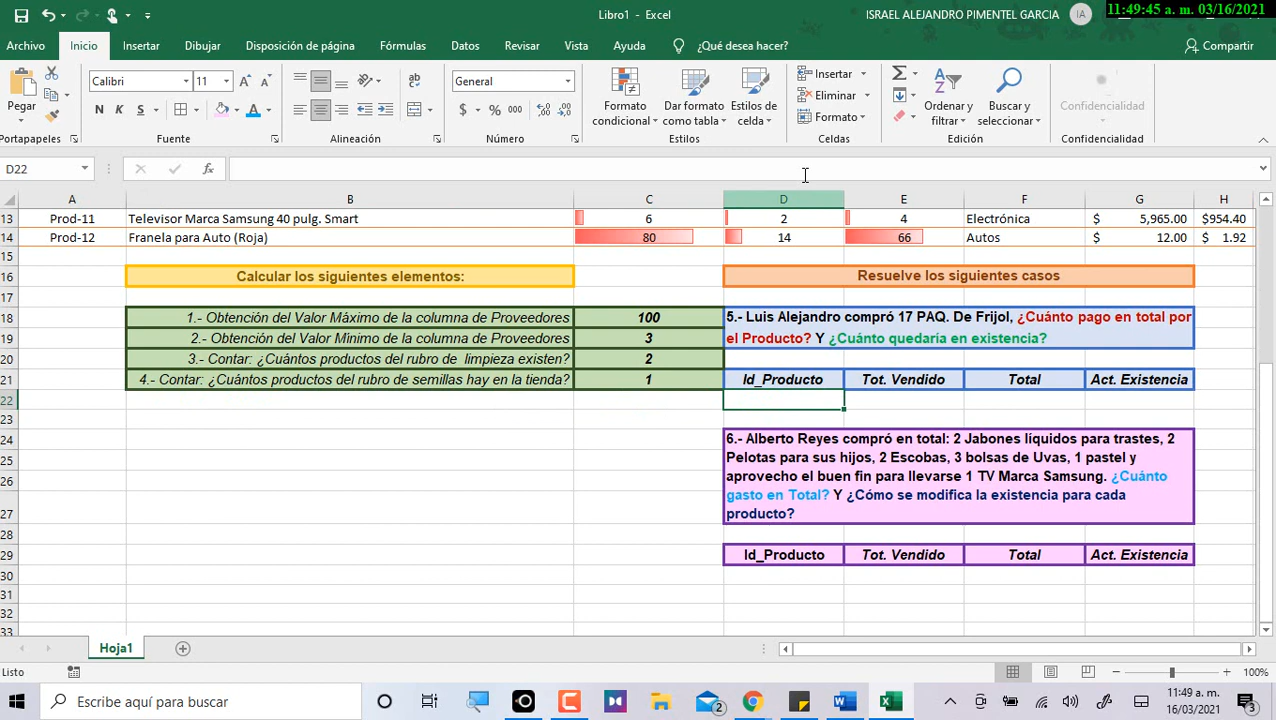 Libro1 - Excel
ISRAEL ALEJANDRO PIMENTEL GARCIA
IA
11:49:45 a. m. 03/16/2021
Archivo Inicio Insertar Dibujar Disposición de página Fórmulas Datos Revisar Vista Ayuda ¿Qué desea hacer? Compartir
Pegar
Calibri 11
N K S
General
$ % 000
Formato condicional
Dar formato como tabla
Estilos de celda
Insertar
Eliminar
Formato
Ordenar y filtrar
Buscar y seleccionar
Confidencialidad
Portapapeles Fuente Alineación Número Estilos Celdas Edición Confidencialidad
D22 fx
A B C D E F G H
13 Prod-11 Televisor Marca Samsung 40 pulg. Smart 6 2 4 Electrónica $ 5,965.00 $954.40
14 Prod-12 Franela para Auto (Roja) 80 14 66 Autos $ 12.00 $ 1.92
15
16 Calcular los siguientes elementos: Resuelve los siguientes casos
17
18 1.- Obtención del Valor Máximo de la columna de Proveedores 100 5.- Luis Alejandro compró 17 PAQ. De Frijol, ¿Cuánto pago en total por
19 2.- Obtención del Valor Minimo de la columna de Proveedores 3 el Producto? Y ¿Cuánto quedaría en existencia?
20 3.- Contar: ¿Cuántos productos del rubro de limpieza existen? 2
21 4.- Contar: ¿Cuántos productos del rubro de semillas hay en la tienda? 1 Id_Producto Tot. Vendido Total Act. Existencia
22
23
24 6.- Alberto Reyes compró en total: 2 Jabones líquidos para trastes, 2
25 Pelotas para sus hijos, 2 Escobas, 3 bolsas de Uvas, 1 pastel y
26 aprovecho el buen fin para llevarse 1 TV Marca Samsung. ¿Cuánto
gasto en Total? Y ¿Cómo se modifica la existencia para cada
27 producto?
28
29 Id_Producto Tot. Vendido Total Act. Existencia
30
31
32
33
Hoja1
Listo
100%
Escribe aquí para buscar
2
11:49 a. m.
16/03/2021
3